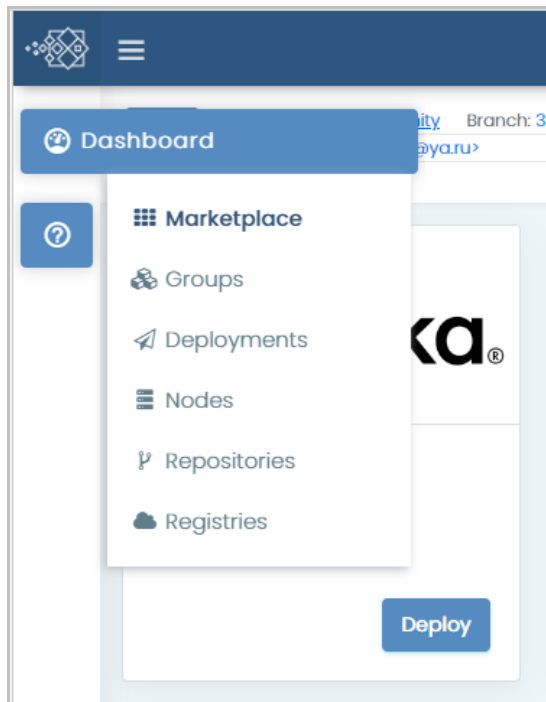 Dashboard
ity Branch: 3
@ya.ru>
Marketplace
Groups
Deployments
Nodes
Repositories
Registries
ka®
Deploy